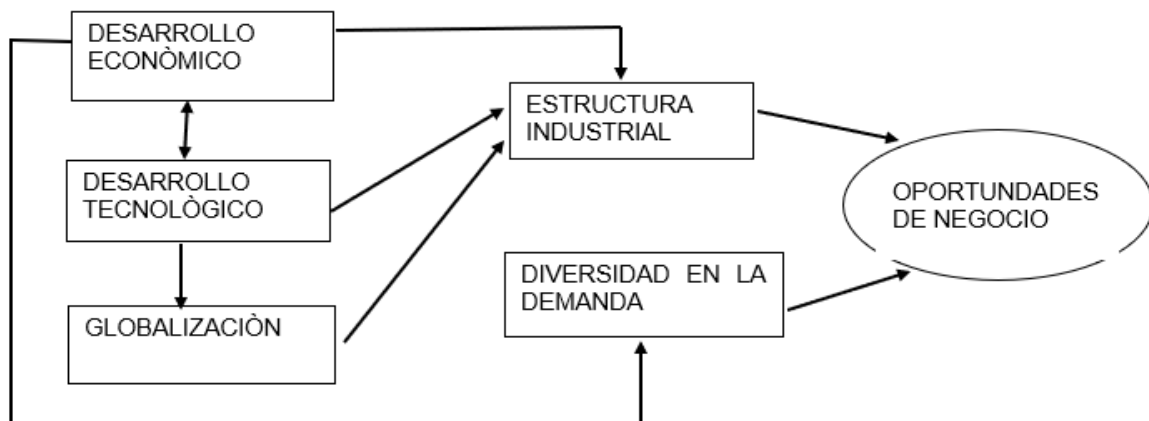 DESARROLLO
ECONÒMICO
ESTRUCTURA
INDUSTRIAL
DESARROLLO
TECNOLÒGICO
OPORTUNDADES
DE NEGOCIO
DIVERSIDAD EN LA
DEMANDA
GLOBALIZACIÒN